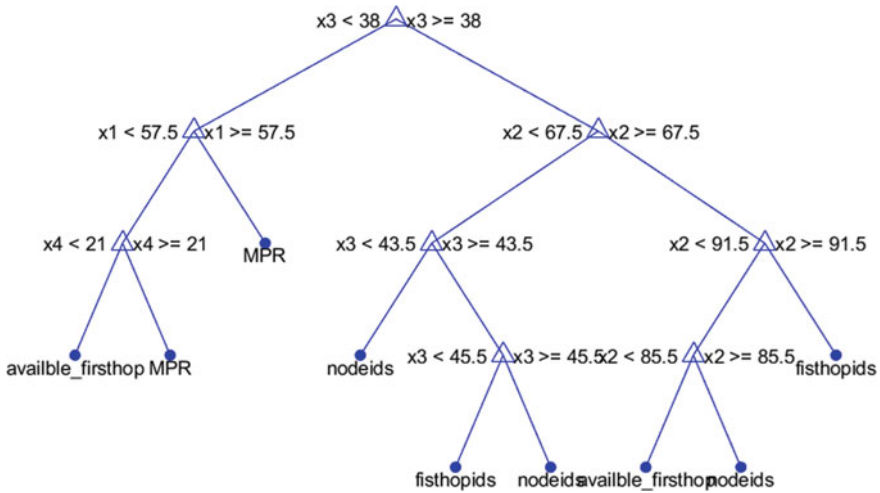 x3 < 38 x3 >= 38
x1 < 57.5 x1 >= 57.5 x2 < 67.5 x2 >= 67.5
x4 < 21 x4 >= 21 MPR x3 < 43.5 x3 >= 43.5 x2 < 91.5 x2 >= 91.5
availble_firsthop MPR nodeids x3 < 45.5 x3 >= 45.5 x2 < 85.5 x2 >= 85.5 fisthopids
fisthopids nodeids availble_firsthop nodeids